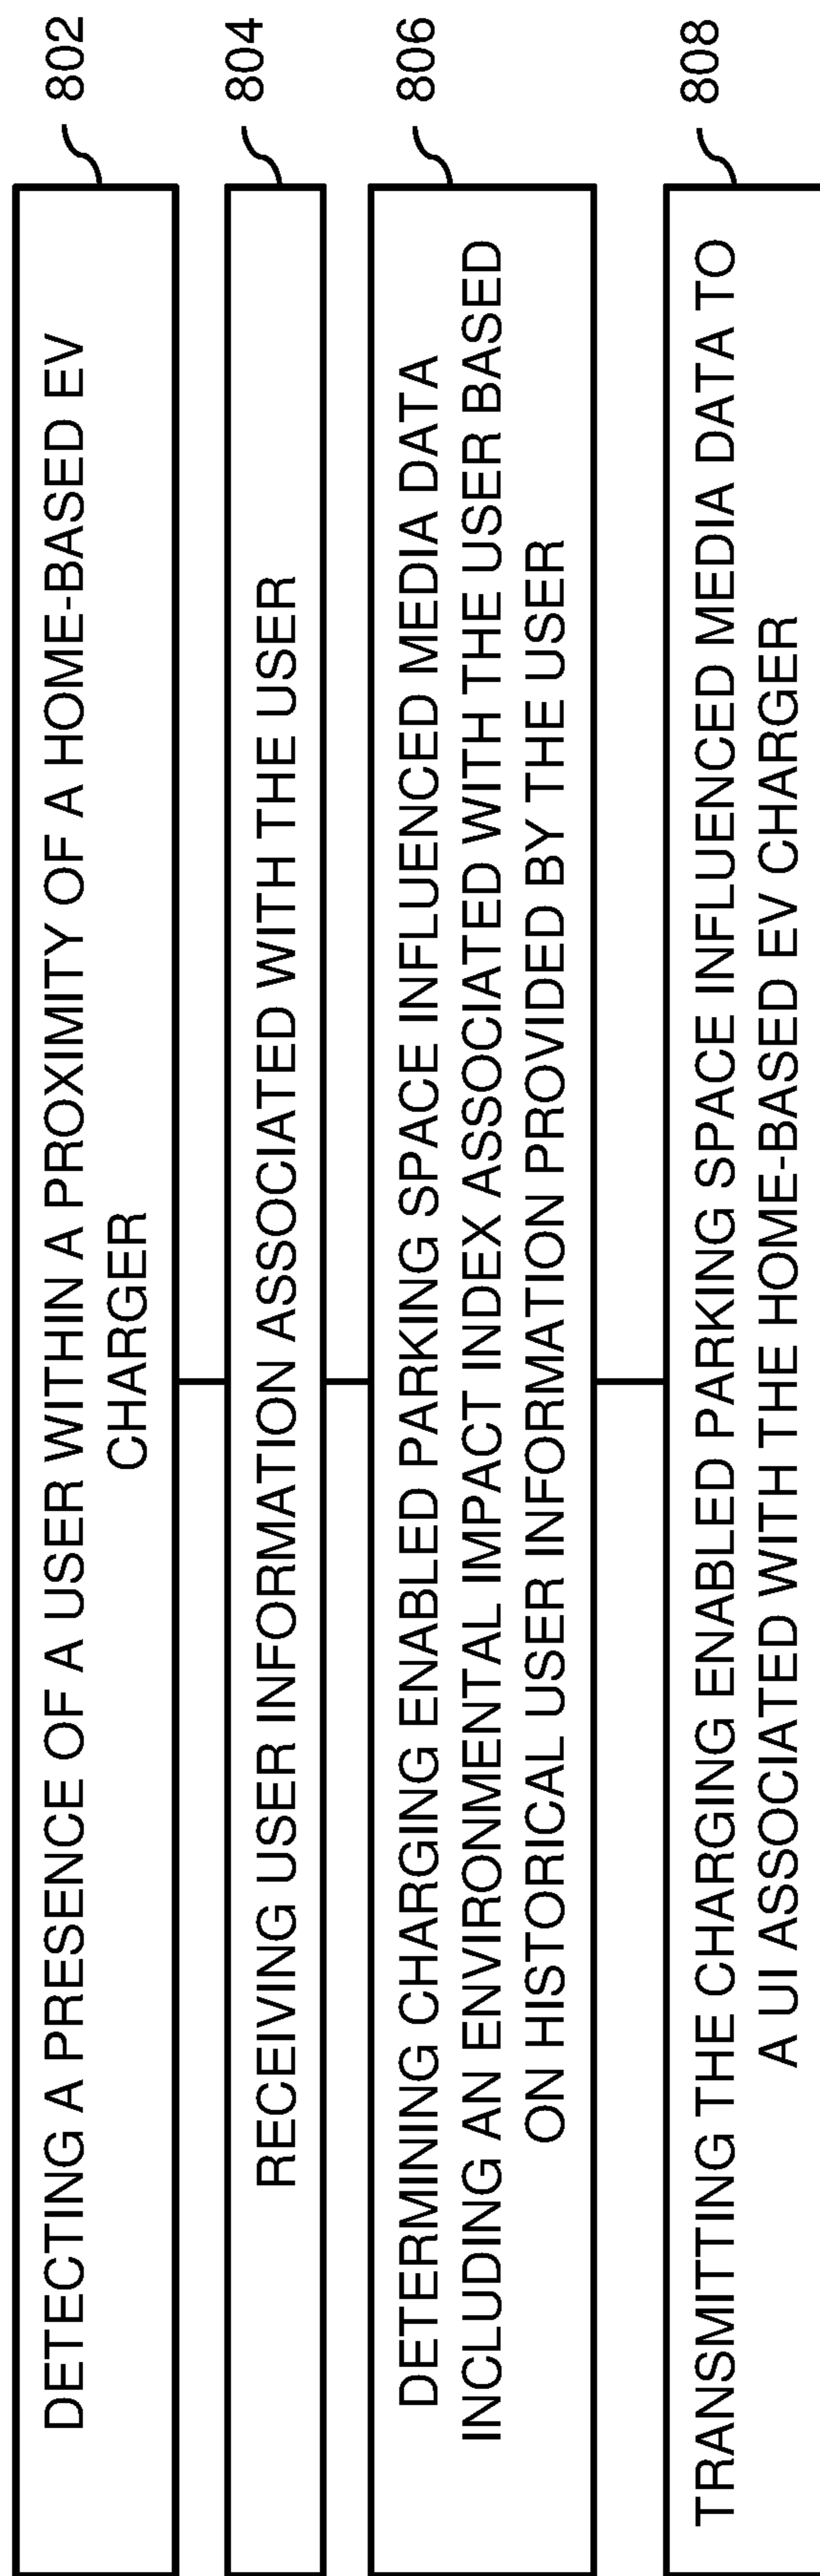 DETECTING A PRESENCE OF A USER WITHIN A PROXIMITY OF A HOME-BASED EV
CHARGER
802
RECEIVING USER INFORMATION ASSOCIATED WITH THE USER
804
DETERMINING CHARGING ENABLED PARKING SPACE INFLUENCED MEDIA DATA
INCLUDING AN ENVIRONMENTAL IMPACT INDEX ASSOCIATED WITH THE USER BASED
ON HISTORICAL USER INFORMATION PROVIDED BY THE USER
806
TRANSMITTING THE CHARGING ENABLED PARKING SPACE INFLUENCED MEDIA DATA TO
A UI ASSOCIATED WITH THE HOME-BASED EV CHARGER
808